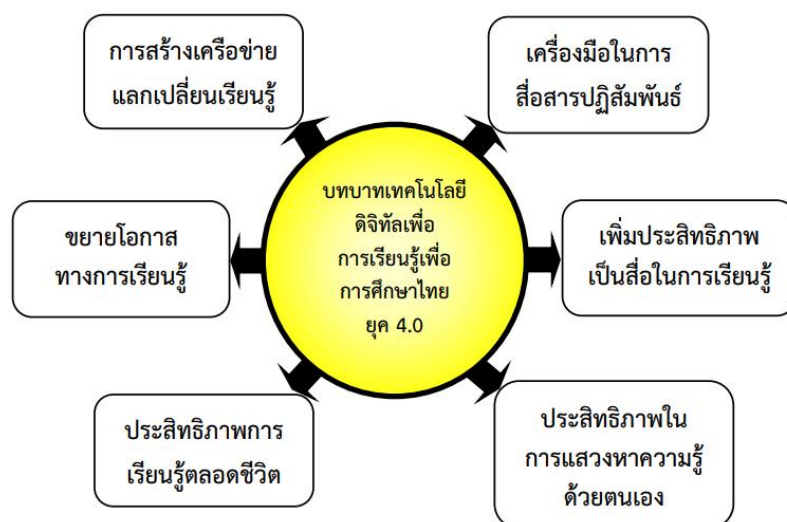 การสร้างเครือข่าย
แลกเปลี่ยนเรียนรู้
เครื่องมือในการ
สื่อสารปฏิสัมพันธ์
บทบาทเทคโนโลยี
ดิจิทัลเพื่อ
การเรียนรู้เพื่อ
การศึกษาไทย
ยุค 4.0
ขยายโอกาส
ทางการเรียนรู้
เพิ่มประสิทธิภาพ
เป็นสื่อในการเรียนรู้
ประสิทธิภาพการ
เรียนรู้ตลอดชีวิต
ประสิทธิภาพใน
การแสวงหาความรู้
ด้วยตนเอง